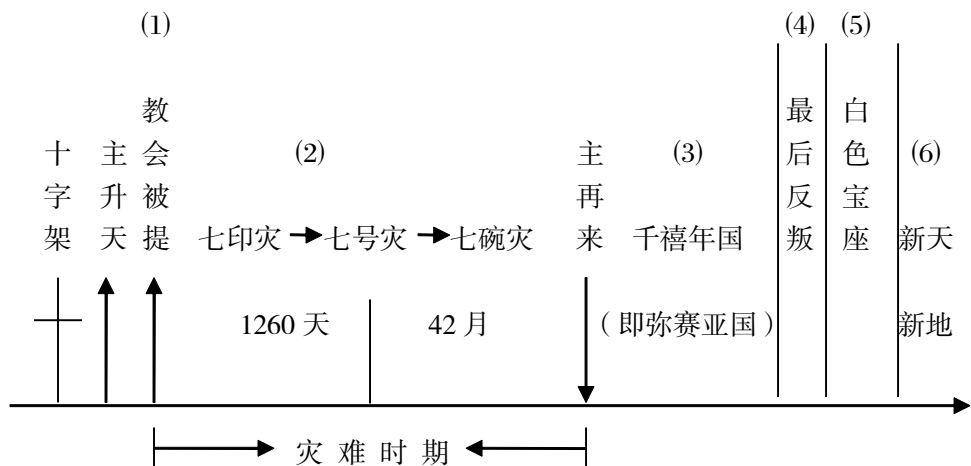 (1)
(4)
(5)
十字架
主升天
教会被提
(2)
主再来
(3)
最后反叛
白色宝座
(6)
七印灾
七号灾
七碗灾
千禧年国
新天
1260 天
42 月
（即弥赛亚国）
新地
灾难时期